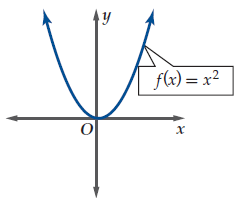 y
f(x) = x²
O
x